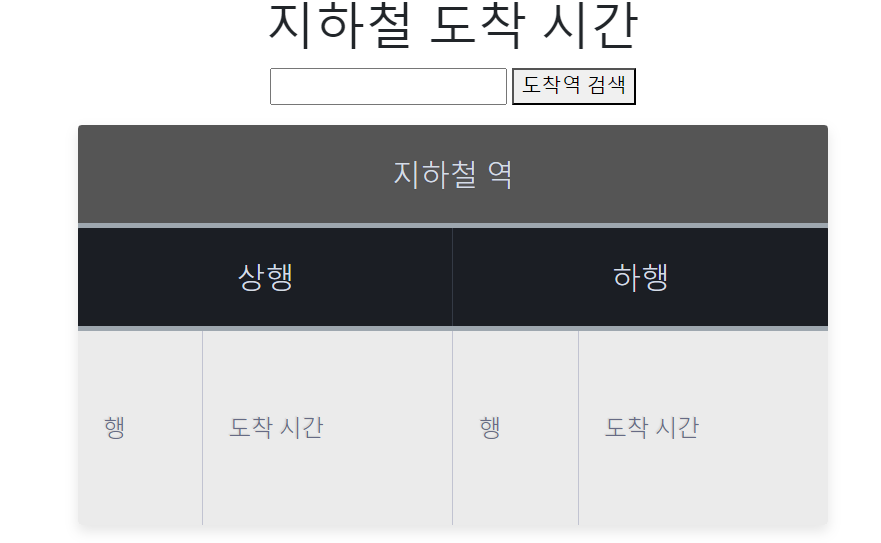 지하철 도착 시간
도착역 검색
지하철 역
상행 하행
행 도착 시간 행 도착 시간